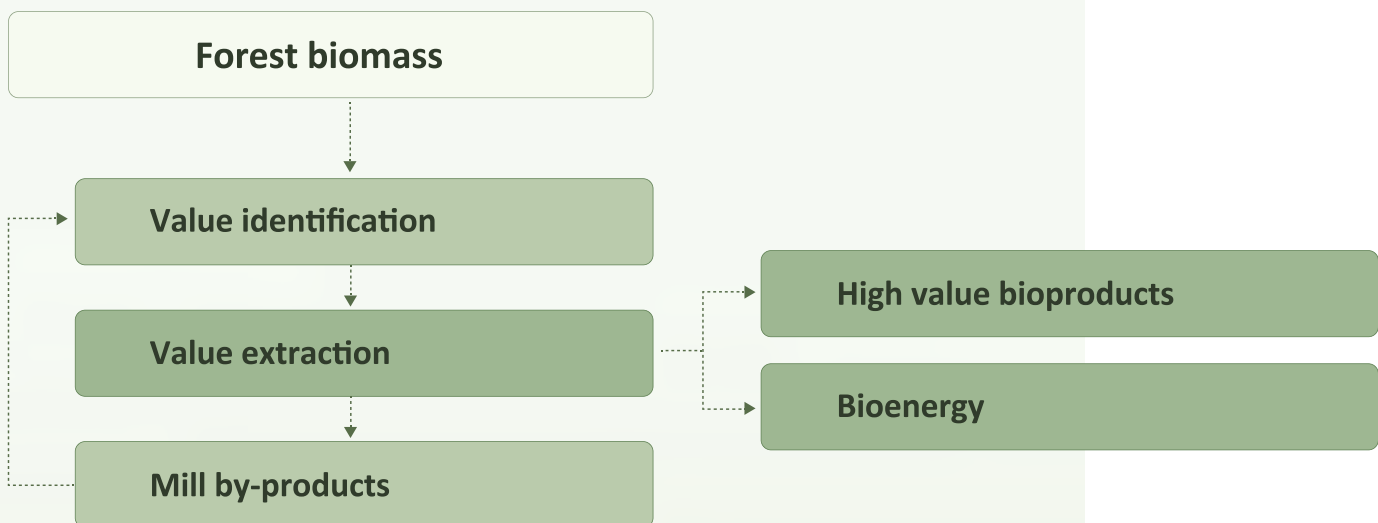 Forest biomass
Value identification
Value extraction
High value bioproducts
Bioenergy
Mill by-products